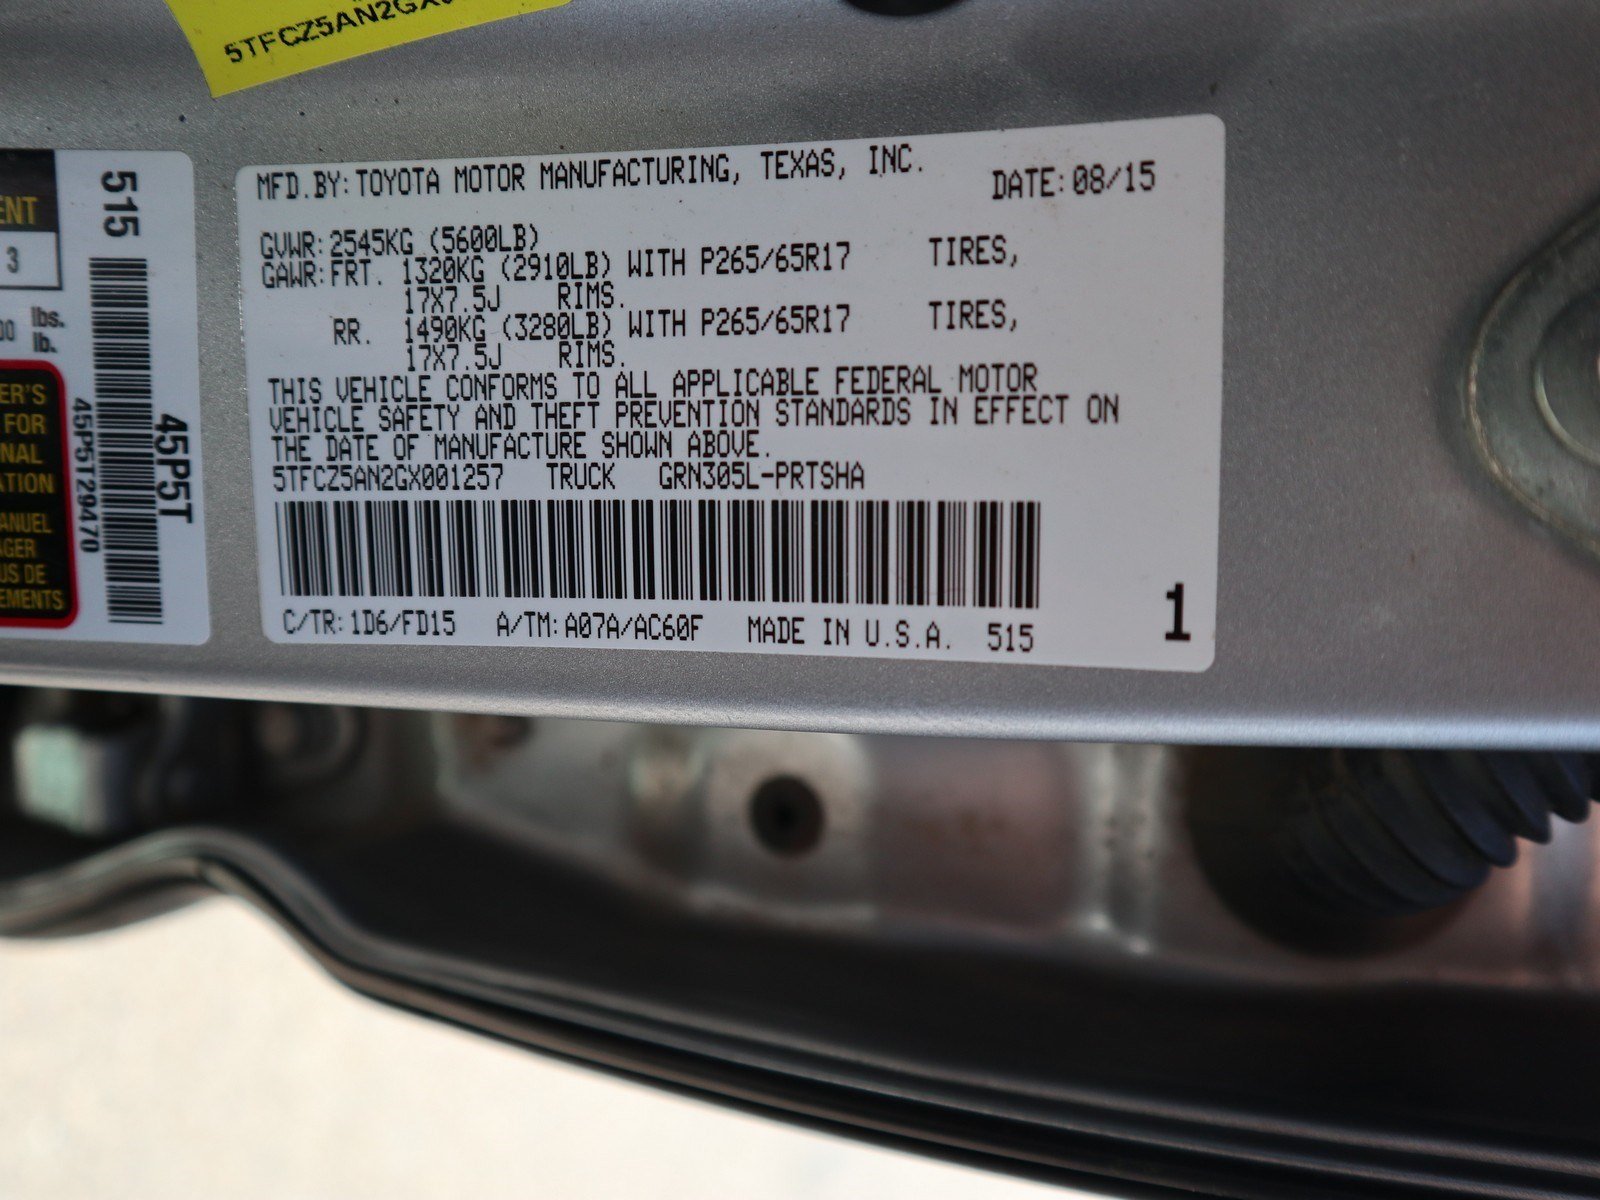 5TFCZ5AN2GX
515
ENT
3
lbs.
lb.
ER'S
FOR
NAL
ATION
ANUEL
AGER
US DE
EMENTS
45P5T29470
45P5T
MFD.BY:TOYOTA MOTOR MANUFACTURING, TEXAS, INC. DATE:08/15
GVWR:2545KG (5600LB)
GAWR:FRT. 1320KG (2910LB) WITH P265/65R17 TIRES,
17X7.5J RIMS.
RR. 1490KG (3280LB) WITH P265/65R17 TIRES,
17X7.5J RIMS.
THIS VEHICLE CONFORMS TO ALL APPLICABLE FEDERAL MOTOR
VEHICLE SAFETY AND THEFT PREVENTION STANDARDS IN EFFECT ON
THE DATE OF MANUFACTURE SHOWN ABOVE.
5TFCZ5AN2GX001257 TRUCK GRN305L-PRTSHA
C/TR:1D6/FD15 A/TM:A07A/AC60F MADE IN U.S.A. 515
1